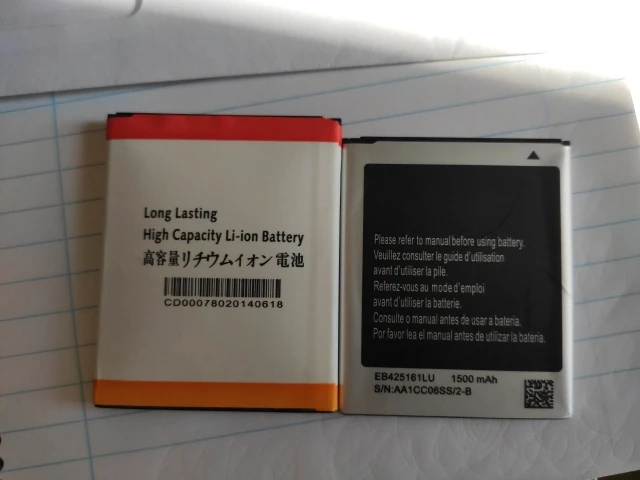 Long Lasting
High Capacity Li-ion Battery
高容量リチウムイオン電池
CD00078020140618
Please refer to manual before using battery.
Veuillez consulter le guide d'utilisation
avant d'utiliser la pile.
Referez-vous au mode d'emploi
avant d'utiliser la batterie.
Consulte o manual antes de usar a bateria.
Por favor lea el manual antes de utilizar la bateria.
EB425161LU 1500 mAh
S/N:AA1CC06SS/2-B